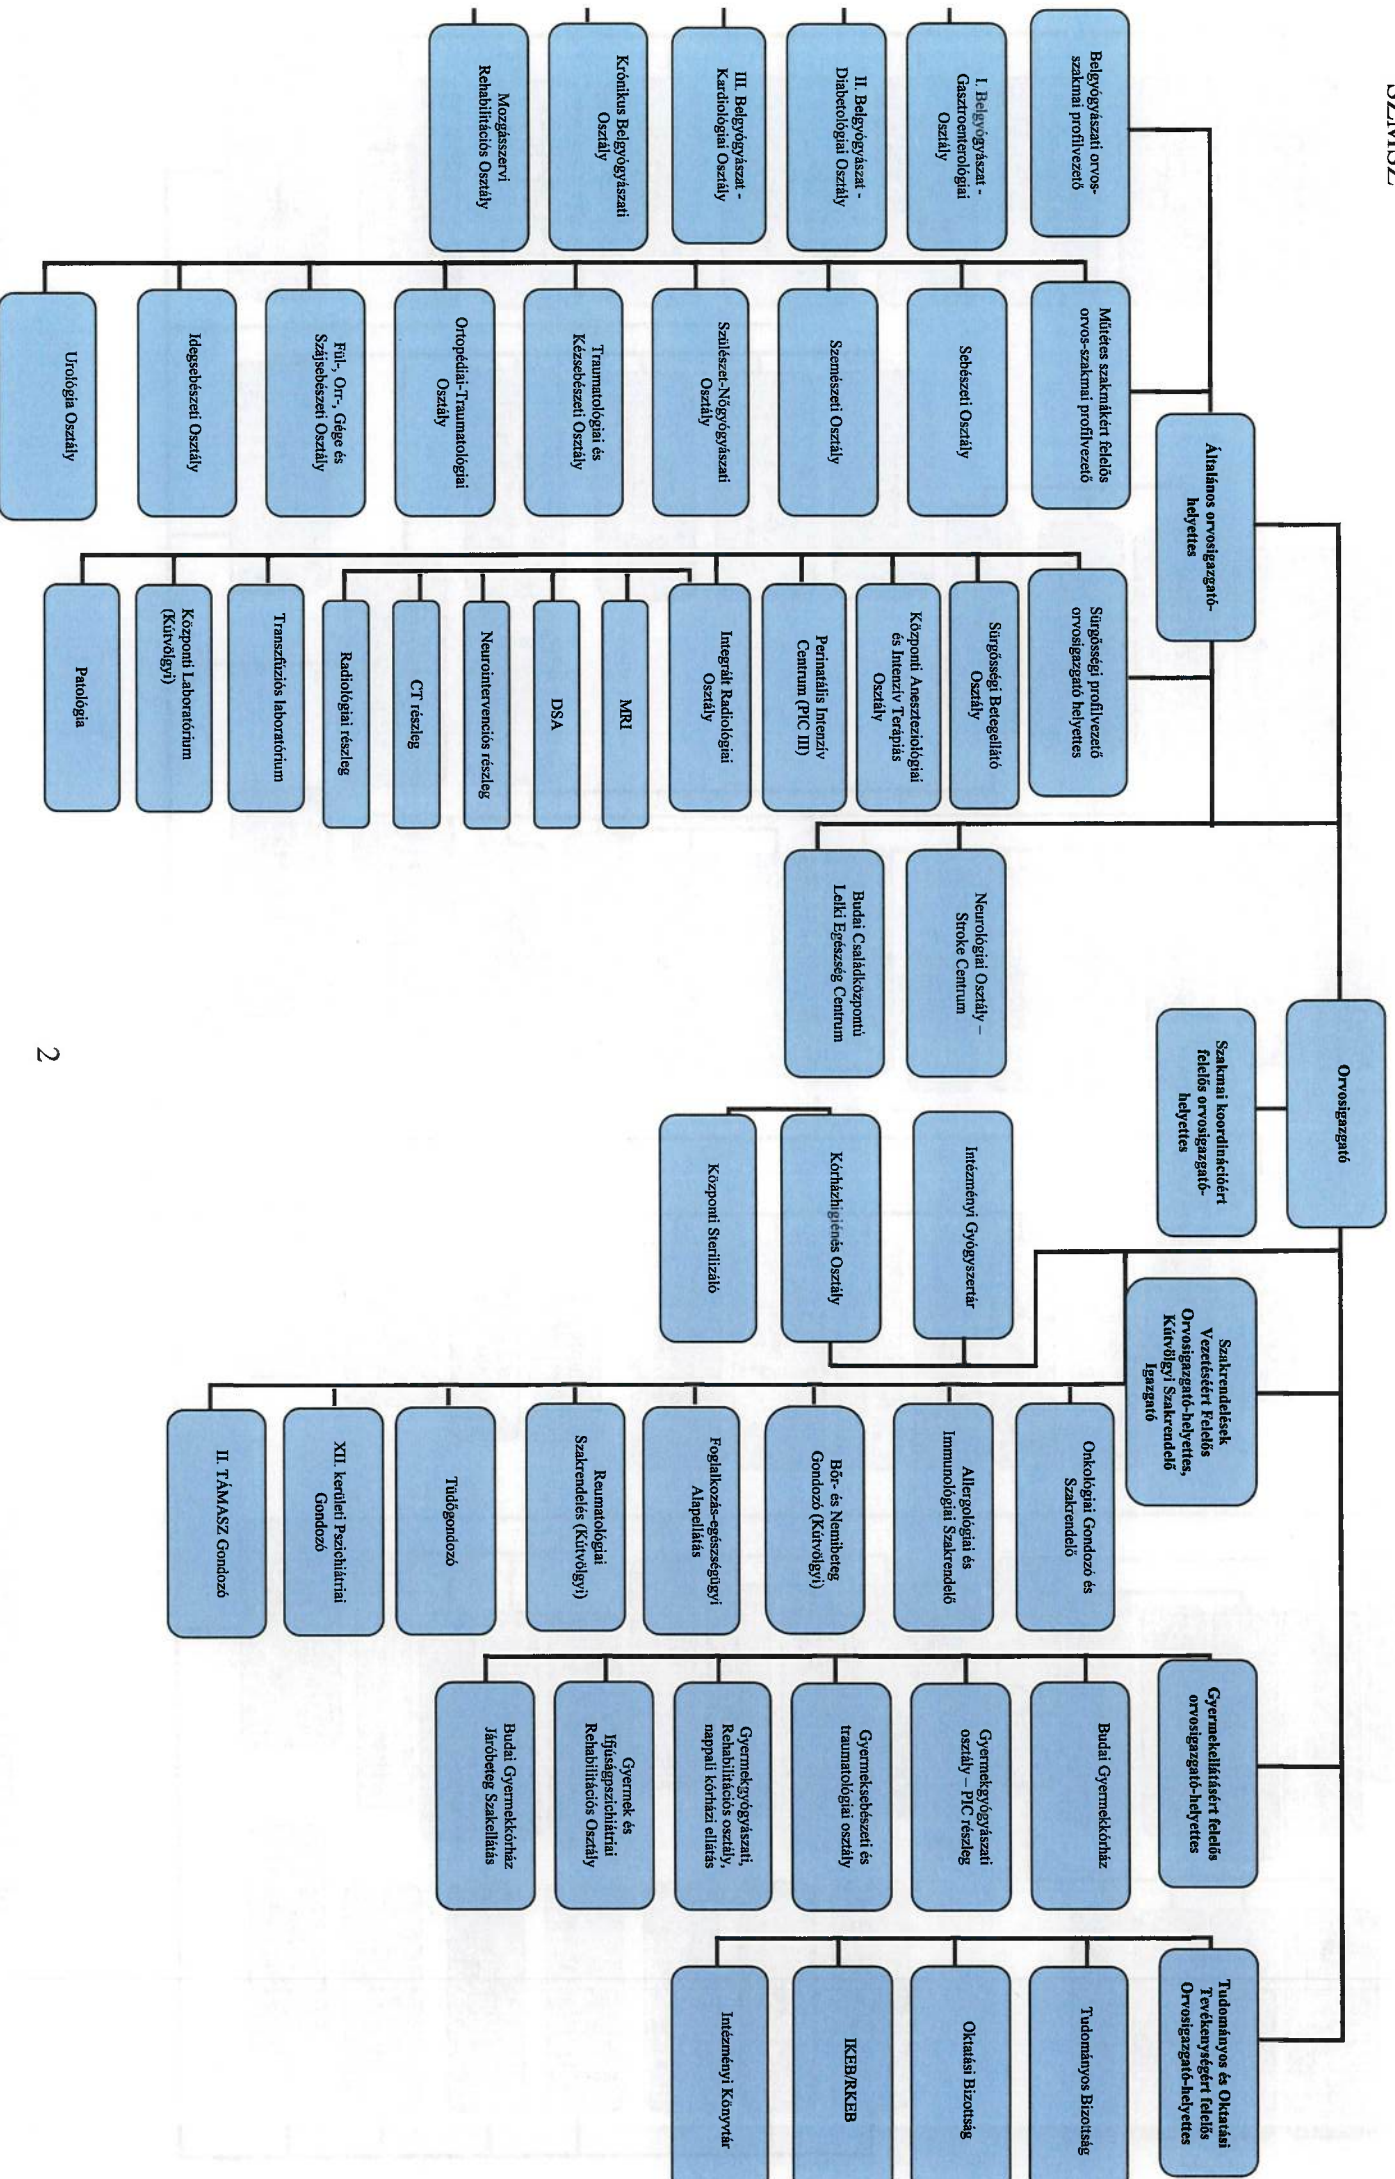 SZMSZ
Orvosigazgató
Általános orvosigazgató-
helyettes
Szakmai koordinációért
felelős orvosigazgató-
helyettes
Szakrendelések
Vezetéséért Felelős
Orvosigazgató-helyettes,
Kútvölgyi Szakrendelő
Igazgató
Gyermekellátásért felelős
orvosigazgató-helyettes
Tudományos és Oktatási
Tevékenységért felelős
Orvosigazgató-helyettes
Belgyógyászati orvos-
szakmai profilvezető
I. Belgyógyászat -
Gasztroenterológiai
Osztály
II. Belgyógyászat -
Diabetológiai Osztály
III. Belgyógyászat -
Kardiológiai Osztály
Krónikus Belgyógyászati
Osztály
Mozgásszervi
Rehabilitációs Osztály
Műtétes szakmákért felelős
orvos-szakmai profilvezető
Sebészeti Osztály
Szemészeti Osztály
Szülészet-Nőgyógyászati
Osztály
Traumatológiai és
Kézsebészeti Osztály
Ortopédiai-Traumatológiai
Osztály
Fül-, Orr-, Gége és
Szájsebészeti Osztály
Idegsebészeti Osztály
Urológia Osztály
Sürgősségi profilvezető
orvosigazgató helyettes
Sürgősségi Betegellátó
Osztály
Központi Aneszteziológiai
és Intenzív Terápiás
Osztály
Perinatális Intenzív
Centrum (PIC III)
Integrált Radiológiai
Osztály
MRI
DSA
Neurointervenciós részleg
CT részleg
Radiológiai részleg
Transzfúziós laboratórium
Központi Laboratórium
(Kútvölgyi)
Patológia
Neurológiai Osztály –
Stroke Centrum
Budai Családközpontú
Lelki Egészség Centrum
Intézményi Gyógyszertár
Kórházhigiénés Osztály
Központi Sterilizáló
Onkológiai Gondozó és
Szakrendelő
Allergológiai és
Immunológiai Szakrendelő
Bőr- és Nemibeteg
Gondozó (Kútvölgyi)
Foglalkozás-egészségügyi
Alapellátás
Reumatológiai
Szakrendelés (Kútvölgyi)
Tüdőgondozó
XII. kerületi Pszichiátriai
Gondozó
II. TÁMASZ Gondozó
Budai Gyermekkórház
Gyermekgyógyászati
osztály – PIC részleg
Gyermeksebészeti és
traumatológiai osztály
Gyermekgyógyászati,
Rehabilitációs osztály,
nappali kórházi ellátás
Gyermek és
Ifjúságpszichiátriai
Rehabilitációs Osztály
Budai Gyermekkórház
Járóbeteg Szakellátás
Tudományos Bizottság
Oktatási Bizottság
IKEB/RKEB
Intézményi Könyvtár
2